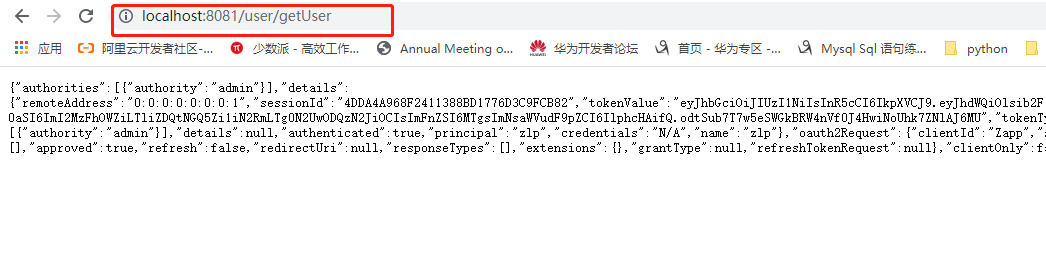 localhost:8081/user/getUser
应用 阿里云开发者社区-... 少数派 - 高效工作... Annual Meeting o... 华为开发者论坛 首页 - 华为专区 -... Mysql Sql 语句练... python
{"authorities":[{"authority":"admin"}],"details":
{"remoteAddress":"0:0:0:0:0:0:0:1","sessionId":"4DDA4A968F2411388BD1776D3C9FCB82","tokenValue":"eyJhbGciOiJIUzI1NiIsInR5cCI6IkpXVCJ9.eyJhdWQiOlsib2F
0aSI6ImI2MzFhOWZiLTliZDQtNGQ5Zi1iN2RmLTg0N2UwODQzN2JiOCIsImFnZSI6MTgsImNsaWVudF9pZCI6IlphcHAifQ.odtSub7T7w5eSWGkBRW4nVf0J4HwiNoUhk7ZNlAJ6MU","tokenTy
[{"authority":"admin"}],"details":null,"authenticated":true,"principal":"zlp","credentials":"N/A","name":"zlp"},"oauth2Request":{"clientId":"Zapp","s
[],"approved":true,"refresh":false,"redirectUri":null,"responseTypes":[],"extensions":{},"grantType":null,"refreshTokenRequest":null},"clientOnly":f